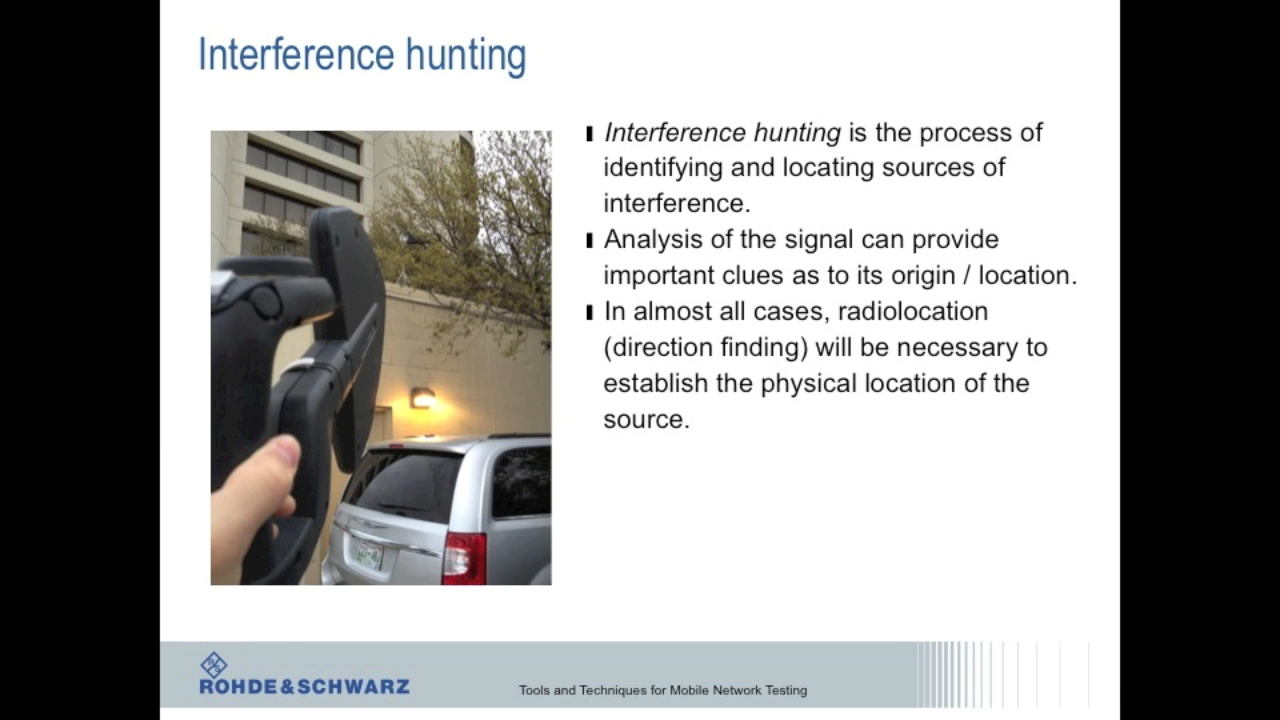 Interference hunting
Interference hunting is the process of
identifying and locating sources of
interference.
Analysis of the signal can provide
important clues as to its origin / location.
In almost all cases, radiolocation
(direction finding) will be necessary to
establish the physical location of the
source.
R S
ROHDE & SCHWARZ
Tools and Techniques for Mobile Network Testing